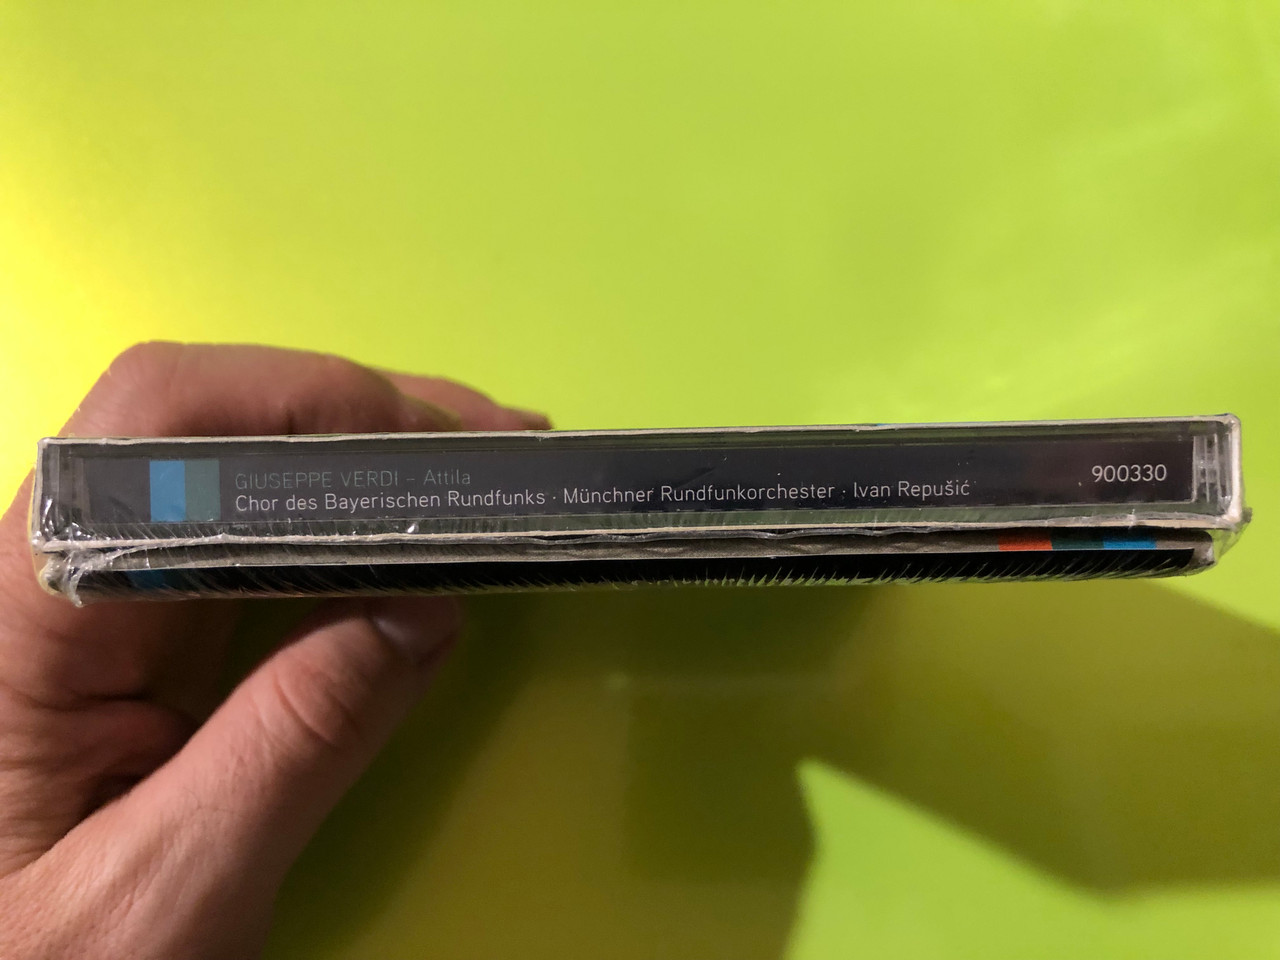 GIUSEPPE VERDI – Attila
Chor des Bayerischen Rundfunks · Münchner Rundfunkorchester · Ivan Repušić
900330